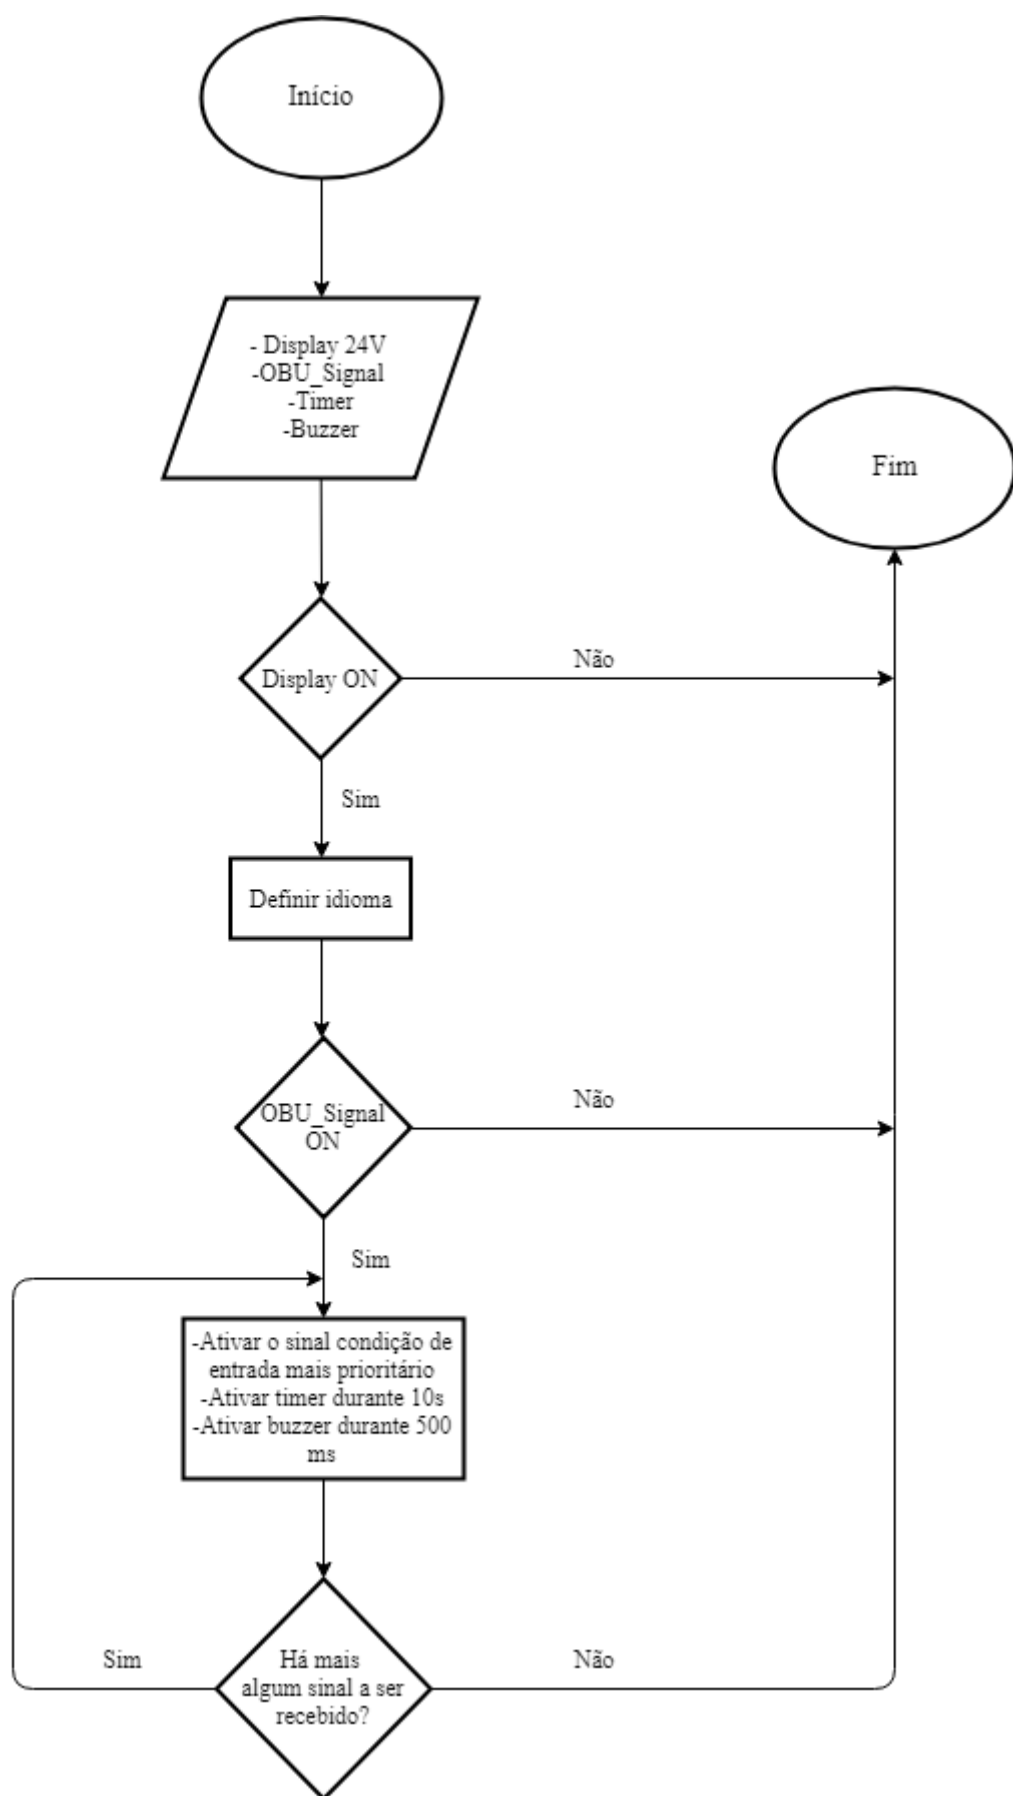 Início
- Display 24V
-OBU_Signal
-Timer
-Buzzer
Fim
Display ON
Não
Sim
Definir idioma
OBU_Signal
ON
Não
Sim
-Ativar o sinal condição de
entrada mais prioritário
-Ativar timer durante 10s
-Ativar buzzer durante 500
ms
Sim
Há mais
algum sinal a ser
recebido?
Não